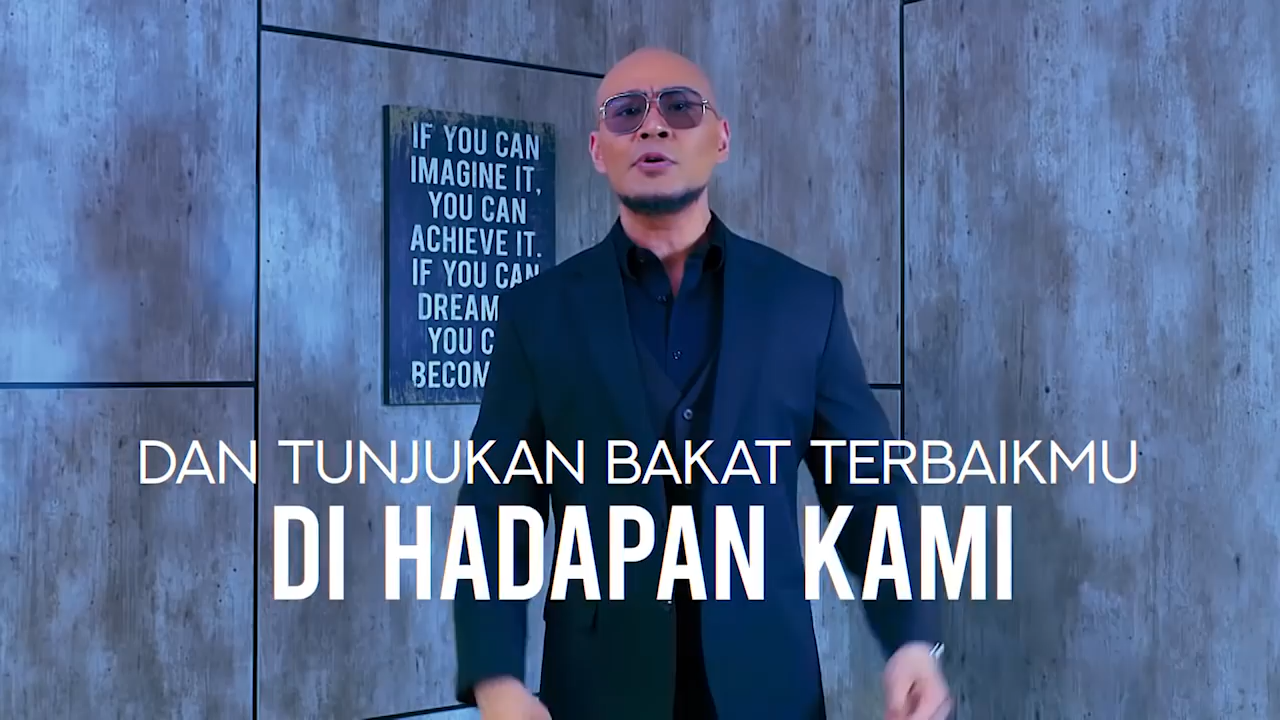 IF YOU CAN
IMAGINE IT,
YOU CAN
ACHIEVE IT.
IF YOU CAN
DREAM
YOU
BECOM
DAN TUNJUKAN BAKAT TERBAIKMU
DI HADAPAN KAMI